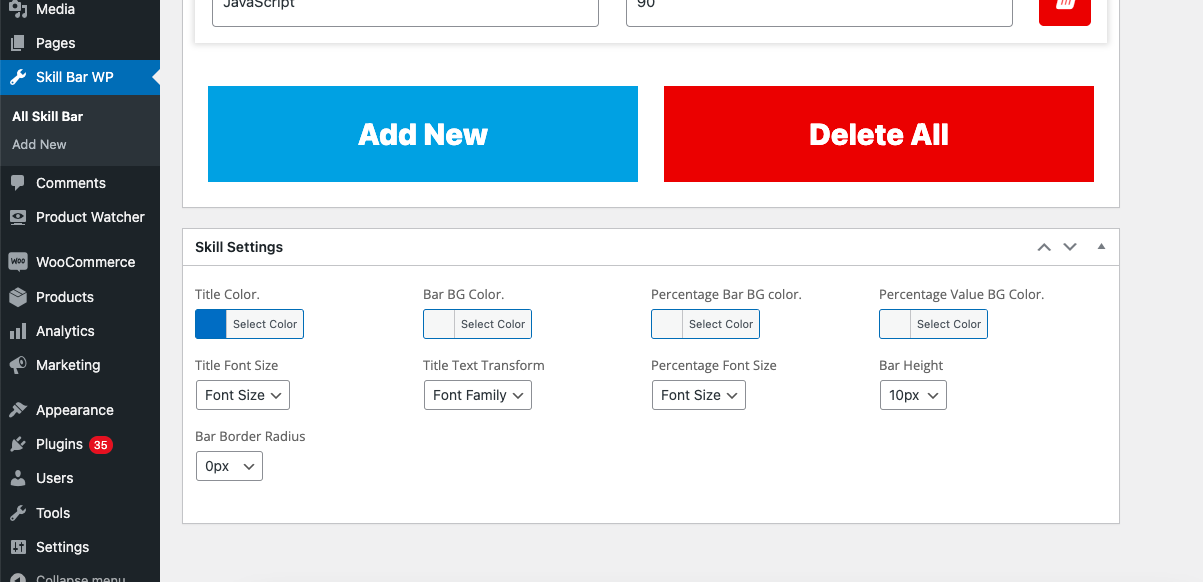 Media
Pages
Skill Bar WP
All Skill Bar
Add New
Comments
Product Watcher
WooCommerce
Products
Analytics
Marketing
Appearance
Plugins 35
Users
Tools
Settings
Collapse menu
JavaScript
90
Add New
Delete All
Skill Settings
Title Color.
Select Color
Bar BG Color.
Select Color
Percentage Bar BG color.
Select Color
Percentage Value BG Color.
Select Color
Title Font Size
Font Size
Title Text Transform
Font Family
Percentage Font Size
Font Size
Bar Height
10px
Bar Border Radius
0px